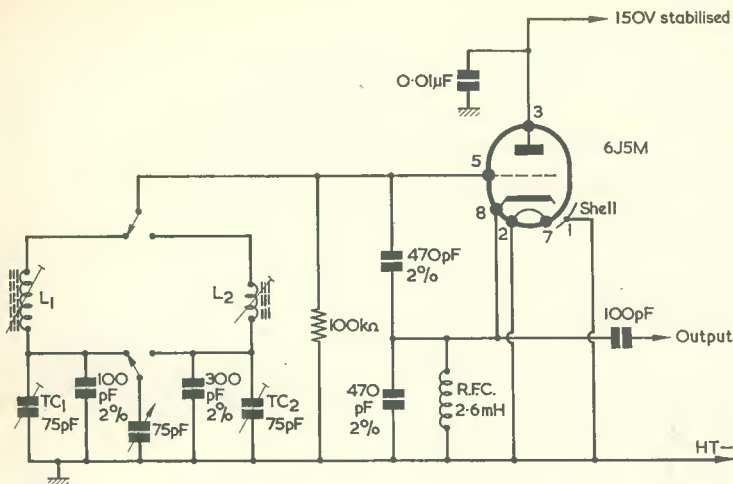 150V stabilised
0·01μF
3
6J5M
5
8
2
7
1
Shell
470pF
2%
L1
L2
100kΩ
100pF
Output
TC1
75pF
100
pF
2%
75pF
300
pF
2%
TC2
75pF
470
pF
2%
R.F.C.
2·6mH
HT−